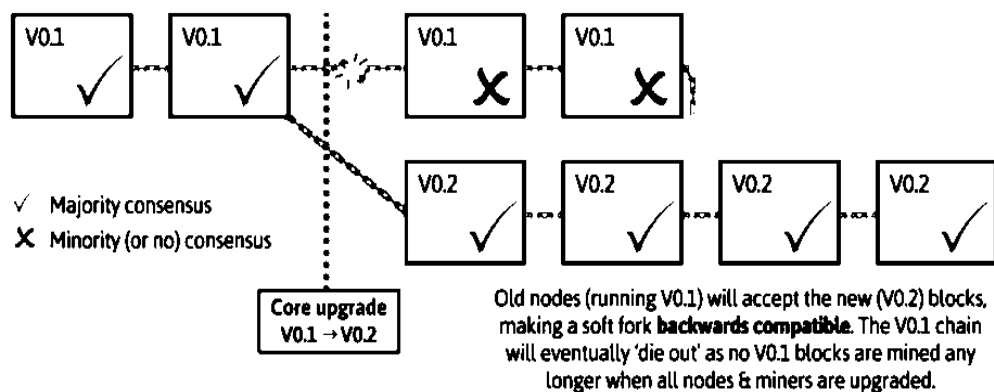 V0.1
V0.1
V0.1
V0.1
V0.2
V0.2
V0.2
V0.2
✓ Majority consensus
✗ Minority (or no) consensus
Core upgrade
V0.1 → V0.2
Old nodes (running V0.1) will accept the new (V0.2) blocks,
making a soft fork backwards compatible. The V0.1 chain
will eventually 'die out' as no V0.1 blocks are mined any
longer when all nodes & miners are upgraded.